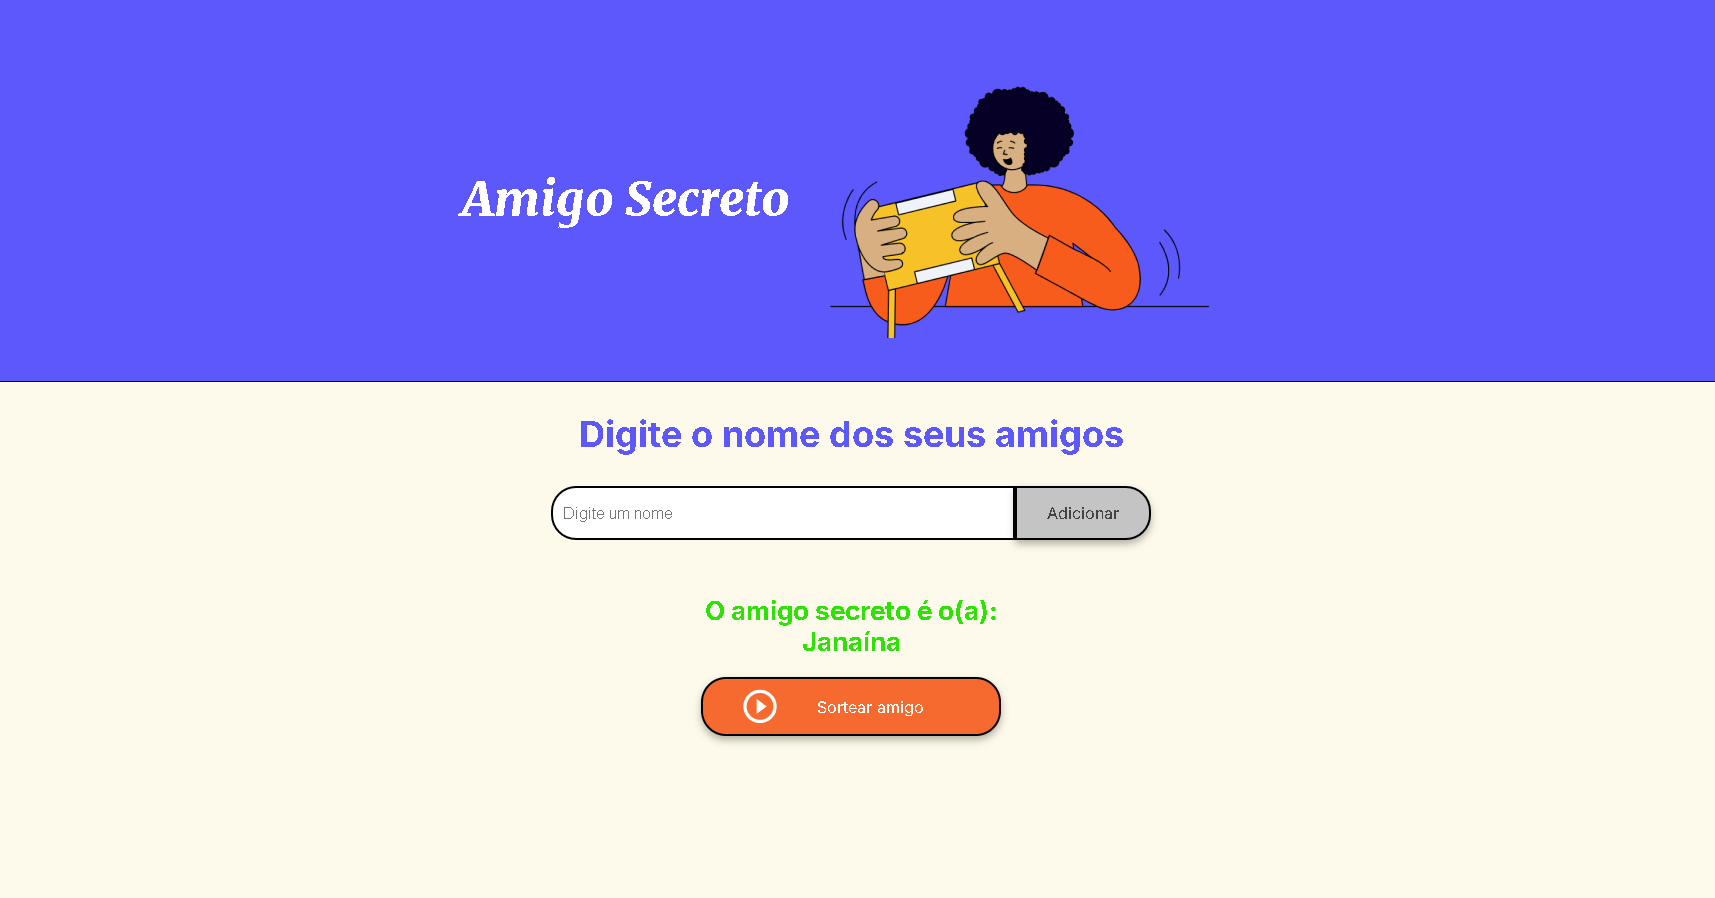 Amigo Secreto
Digite o nome dos seus amigos
Digite um nome
Adicionar
O amigo secreto é o(a):
Janaína
Sortear amigo